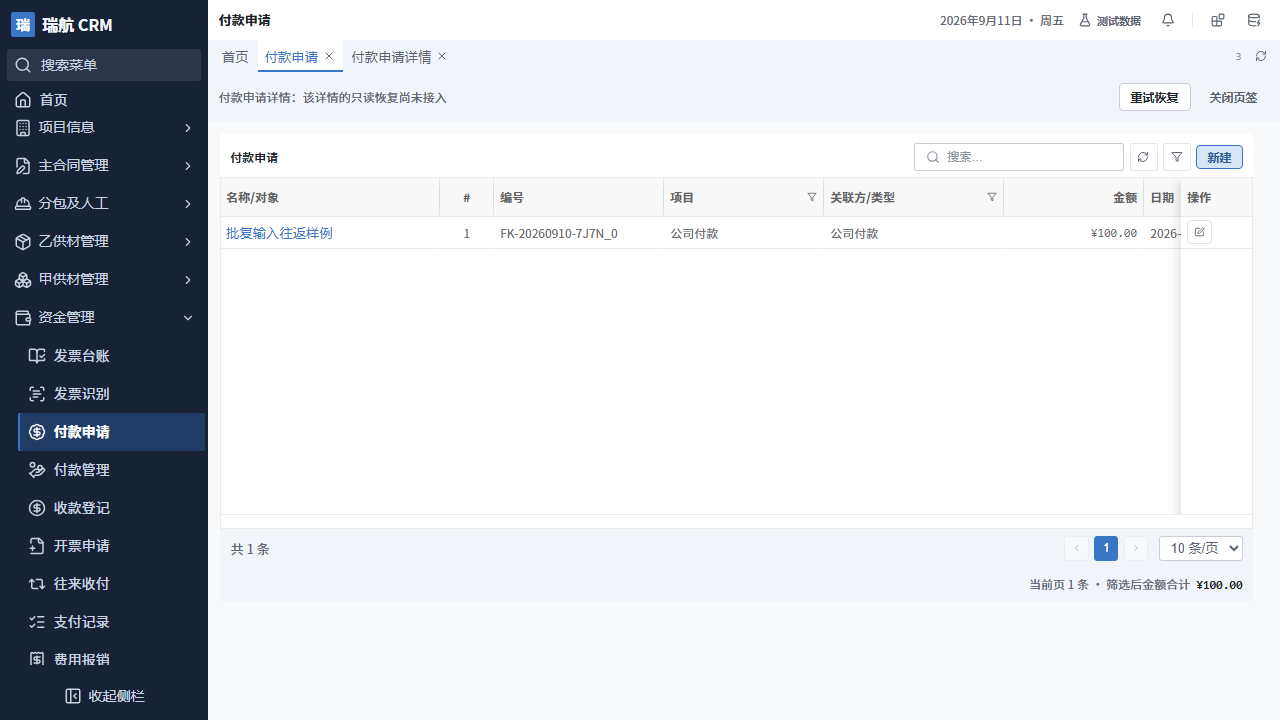 瑞 瑞航 CRM
搜索菜单
首页
项目信息
主合同管理
分包及人工
乙供材管理
甲供材管理
资金管理
发票台账
发票识别
付款申请
付款管理
收款登记
开票申请
往来收付
支付记录
费用报销
收起侧栏
付款申请
2026年9月11日 · 周五 测试数据
首页 付款申请 付款申请详情 3
付款申请详情：该详情的只读恢复尚未接入 重试恢复 关闭页签
付款申请 搜索... 新建
名称/对象 # 编号 项目 关联方/类型 金额 日期 操作
批复输入往返样例 1 FK-20260910-7J7N_0 公司付款 公司付款 ¥100.00 2026-
共 1 条 1 10 条/页
当前页 1 条 · 筛选后金额合计 ¥100.00